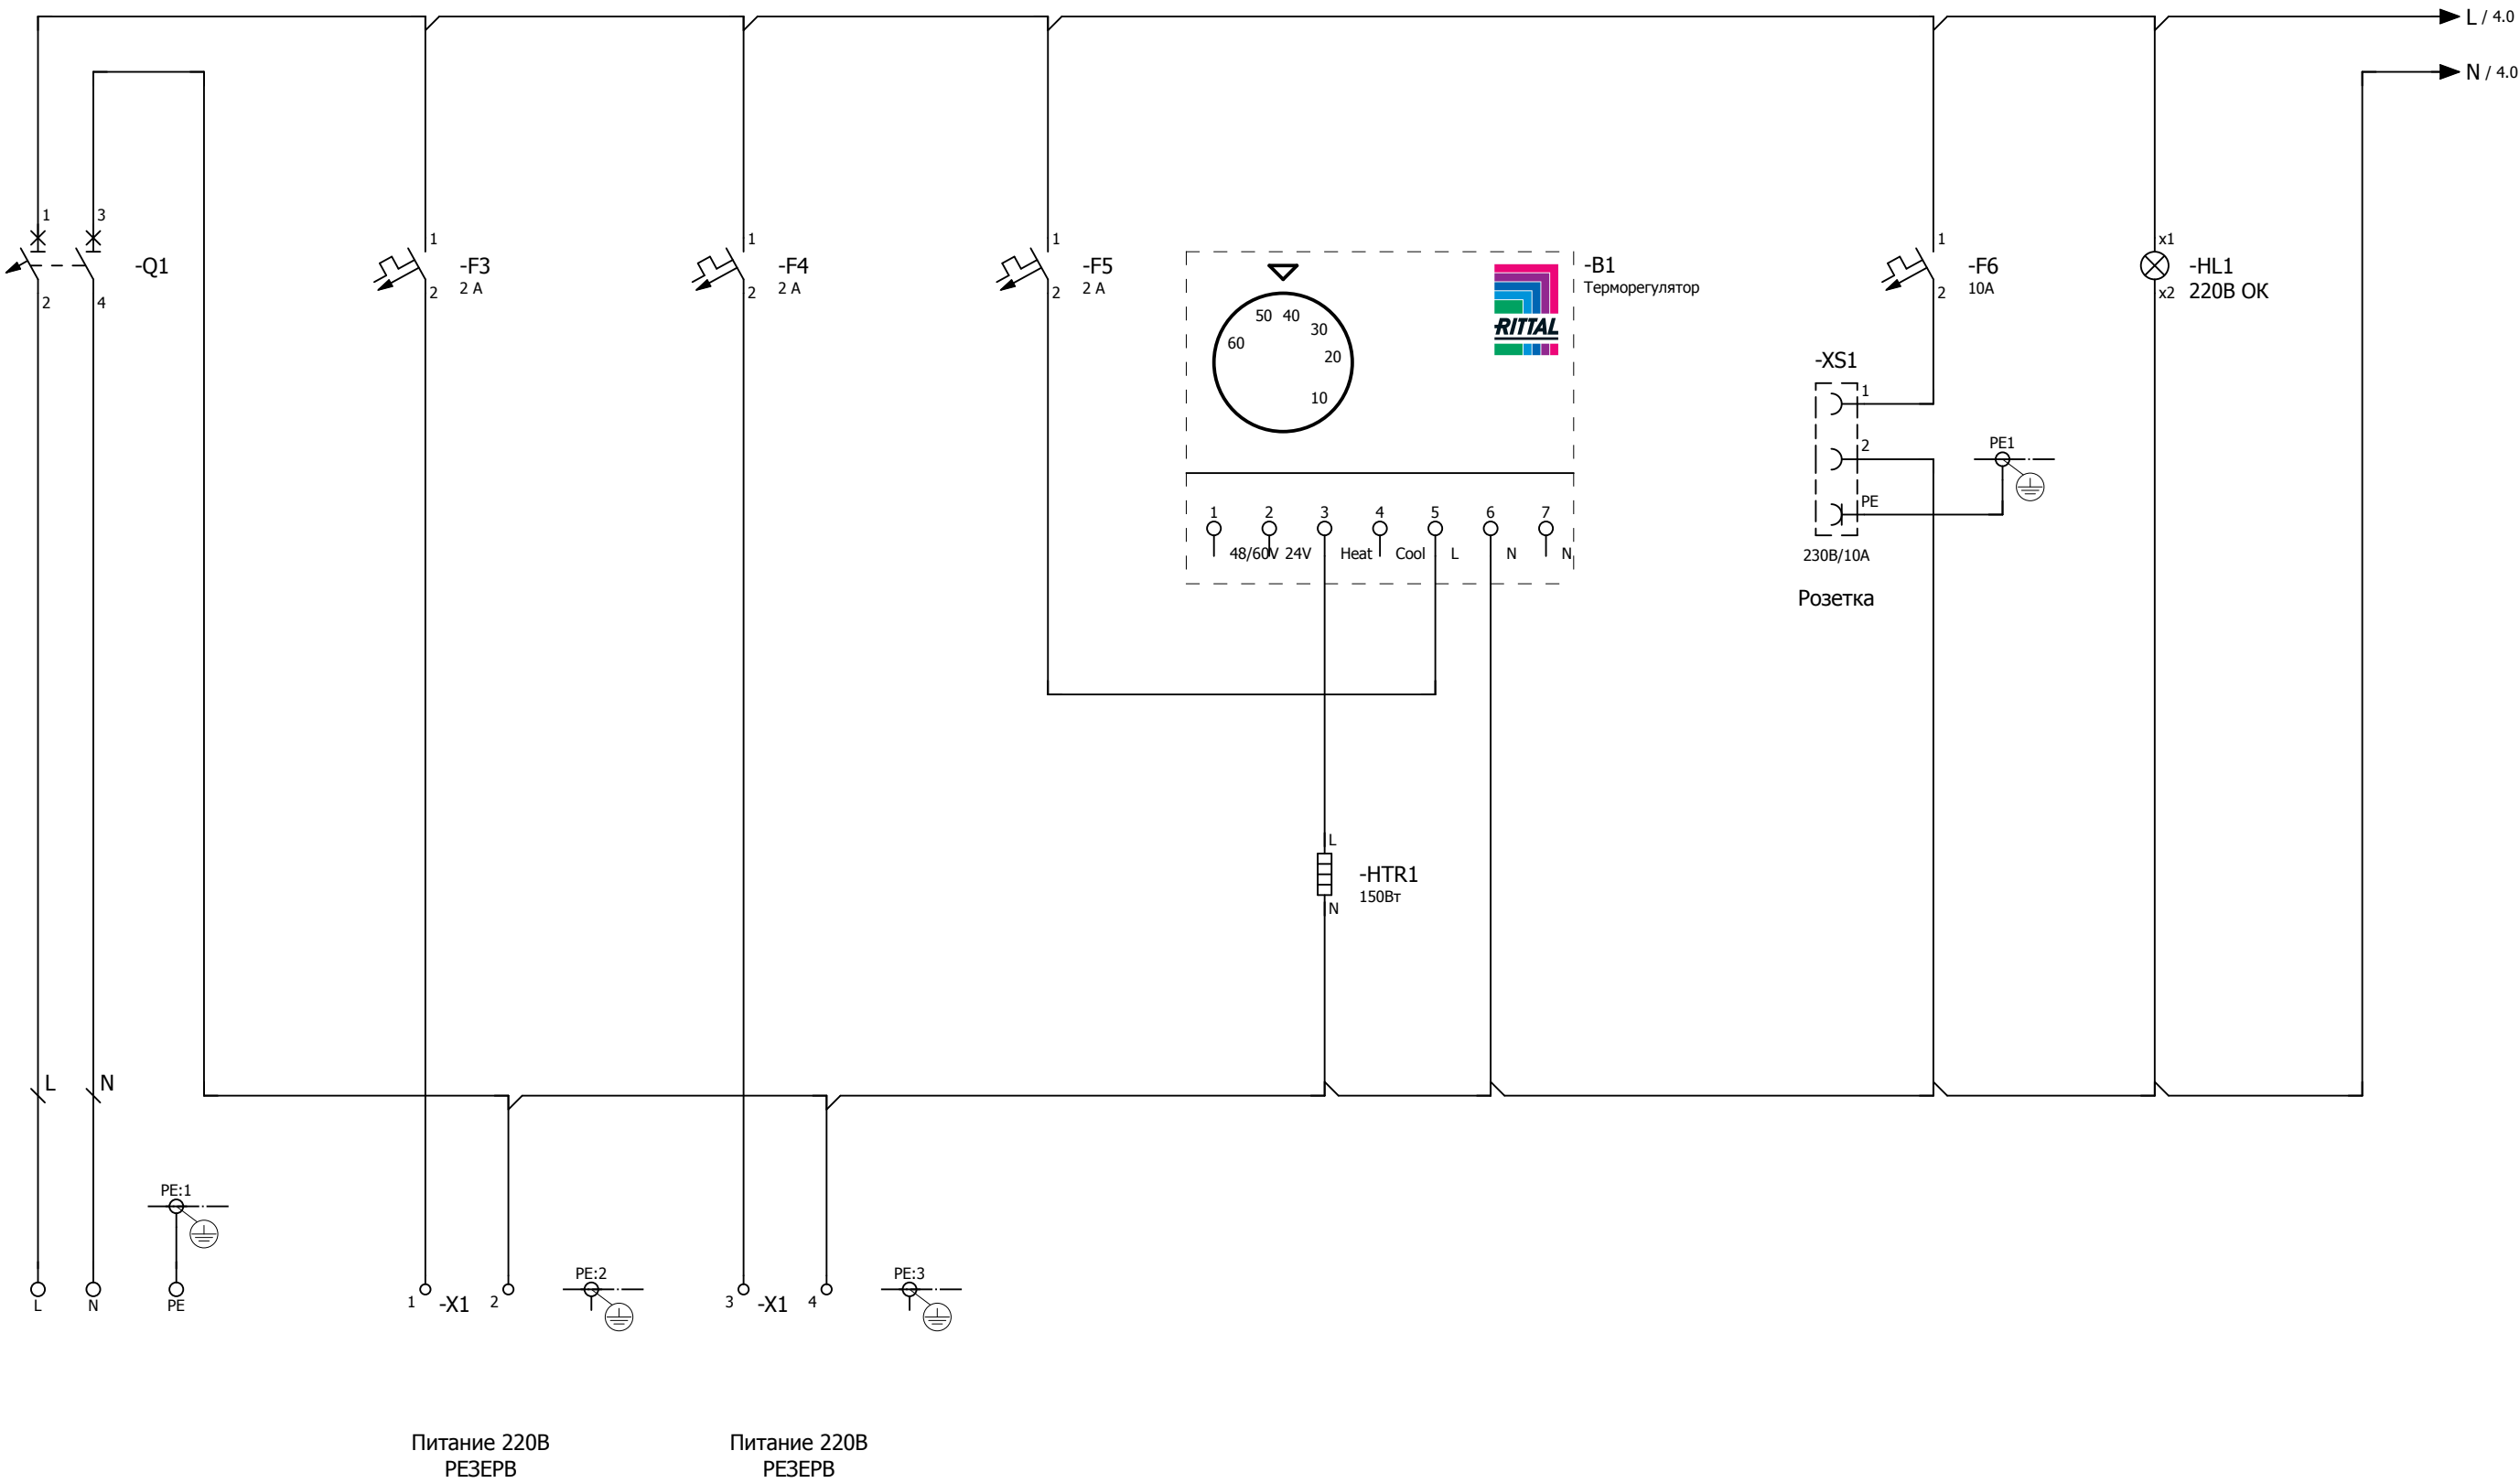 L / 4.0
N / 4.0
1 3
-Q1
2 4
1
-F3
2 A
2
1
-F4
2 A
2
1
-F5
2 A
2
-B1
Терморегулятор
50 40
30
60
20
10
RITTAL
1 2 3 4 5 6 7
48/60V 24V Heat Cool L N N
1
-F6
10A
2
x1
-HL1
220В ОК
x2
-XS1
1
2
PE
PE1
230В/10А
Розетка
L
-HTR1
150Вт
N
L N
PE:1
L N PE
1 -X1 2
PE:2
3 -X1 4
PE:3
Питание 220В
РЕЗЕРВ
Питание 220В
РЕЗЕРВ